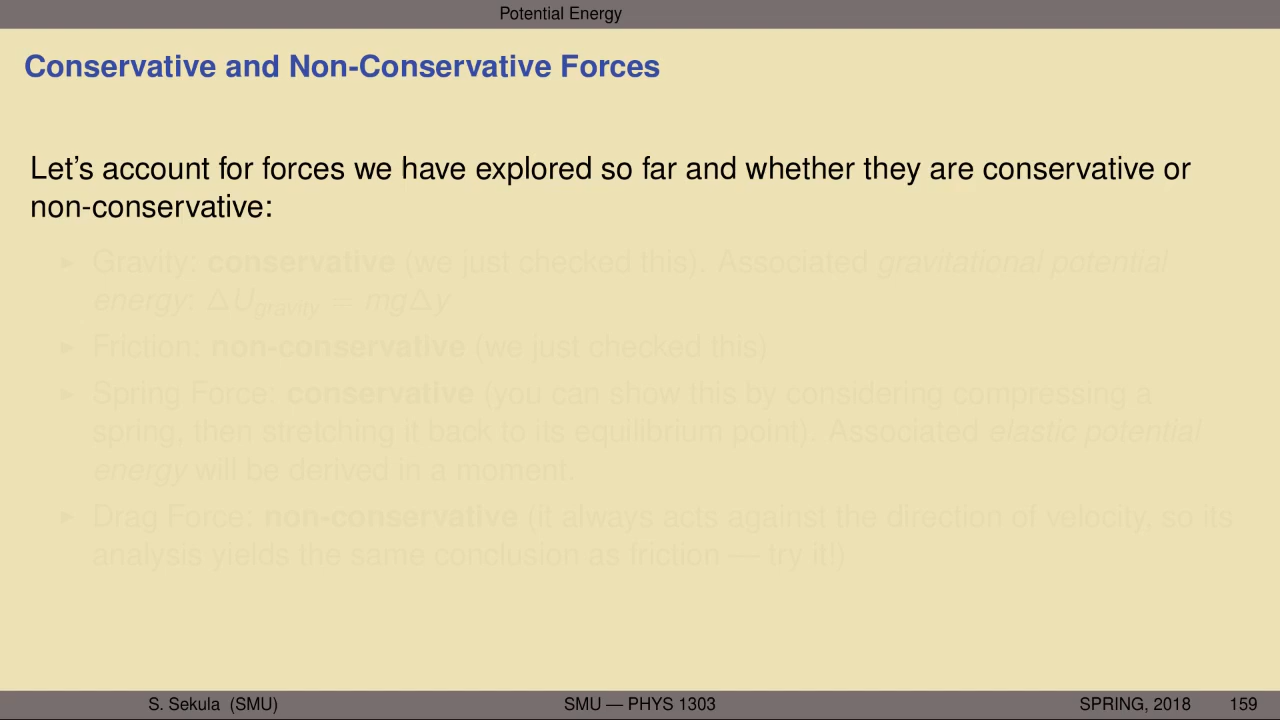 Potential Energy
Conservative and Non-Conservative Forces
Let's account for forces we have explored so far and whether they are conservative or
non-conservative:
▸ Gravity: conservative (we just checked this). Associated gravitational potential
energy: ΔU_gravity = mgΔy
▸ Friction: non-conservative (we just checked this)
▸ Spring Force: conservative (you can show this by considering compressing a
spring, then stretching it back to its equilibrium point). Associated elastic potential
energy will be derived in a moment.
▸ Drag Force: non-conservative (it always acts against the direction of velocity, so its
analysis yields the same conclusion as friction — try it!)
S. Sekula (SMU) SMU — PHYS 1303 SPRING, 2018 159